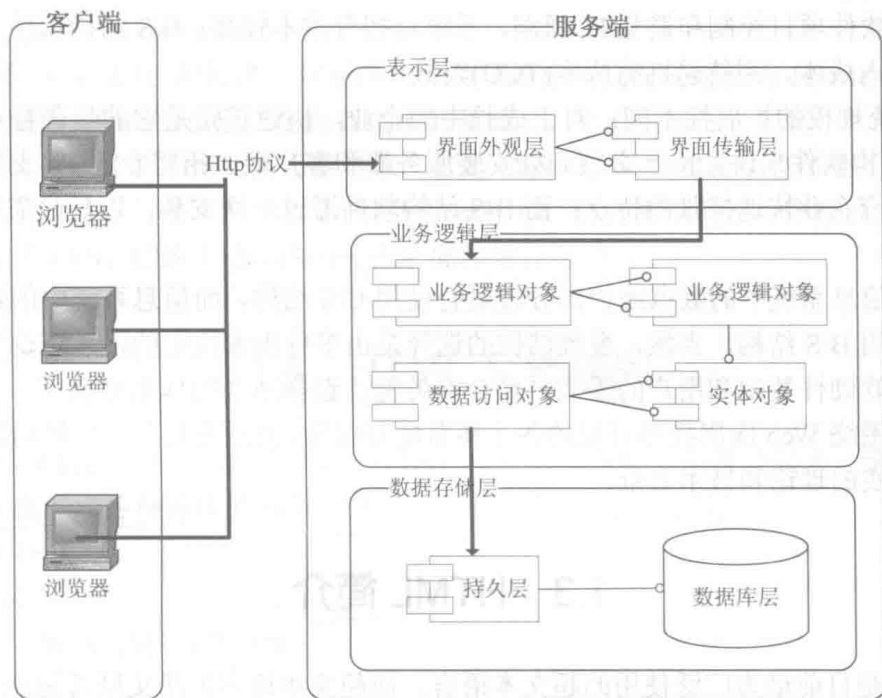 客户端
服务端
表示层
界面外观层
界面传输层
Http协议
浏览器
业务逻辑层
业务逻辑对象
业务逻辑对象
浏览器
数据访问对象
实体对象
数据存储层
浏览器
持久层
数据库层